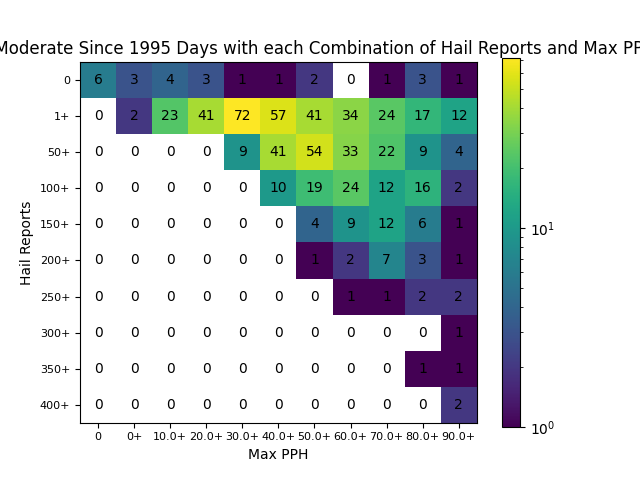 Moderate Since 1995 Days with each Combination of Hail Reports and Max PP
0 6 3 4 3 1 1 2 0 1 3 1
1+ 0 2 23 41 72 57 41 34 24 17 12
50+ 0 0 0 0 9 41 54 33 22 9 4
100+ 0 0 0 0 0 10 19 24 12 16 2
150+ 0 0 0 0 0 0 4 9 12 6 1
200+ 0 0 0 0 0 0 1 2 7 3 1
250+ 0 0 0 0 0 0 0 1 1 2 2
300+ 0 0 0 0 0 0 0 0 0 0 1
350+ 0 0 0 0 0 0 0 0 0 1 1
400+ 0 0 0 0 0 0 0 0 0 0 2
0 0+ 10.0+ 20.0+ 30.0+ 40.0+ 50.0+ 60.0+ 70.0+ 80.0+ 90.0+
Max PPH
Hail Reports
10¹
10⁰